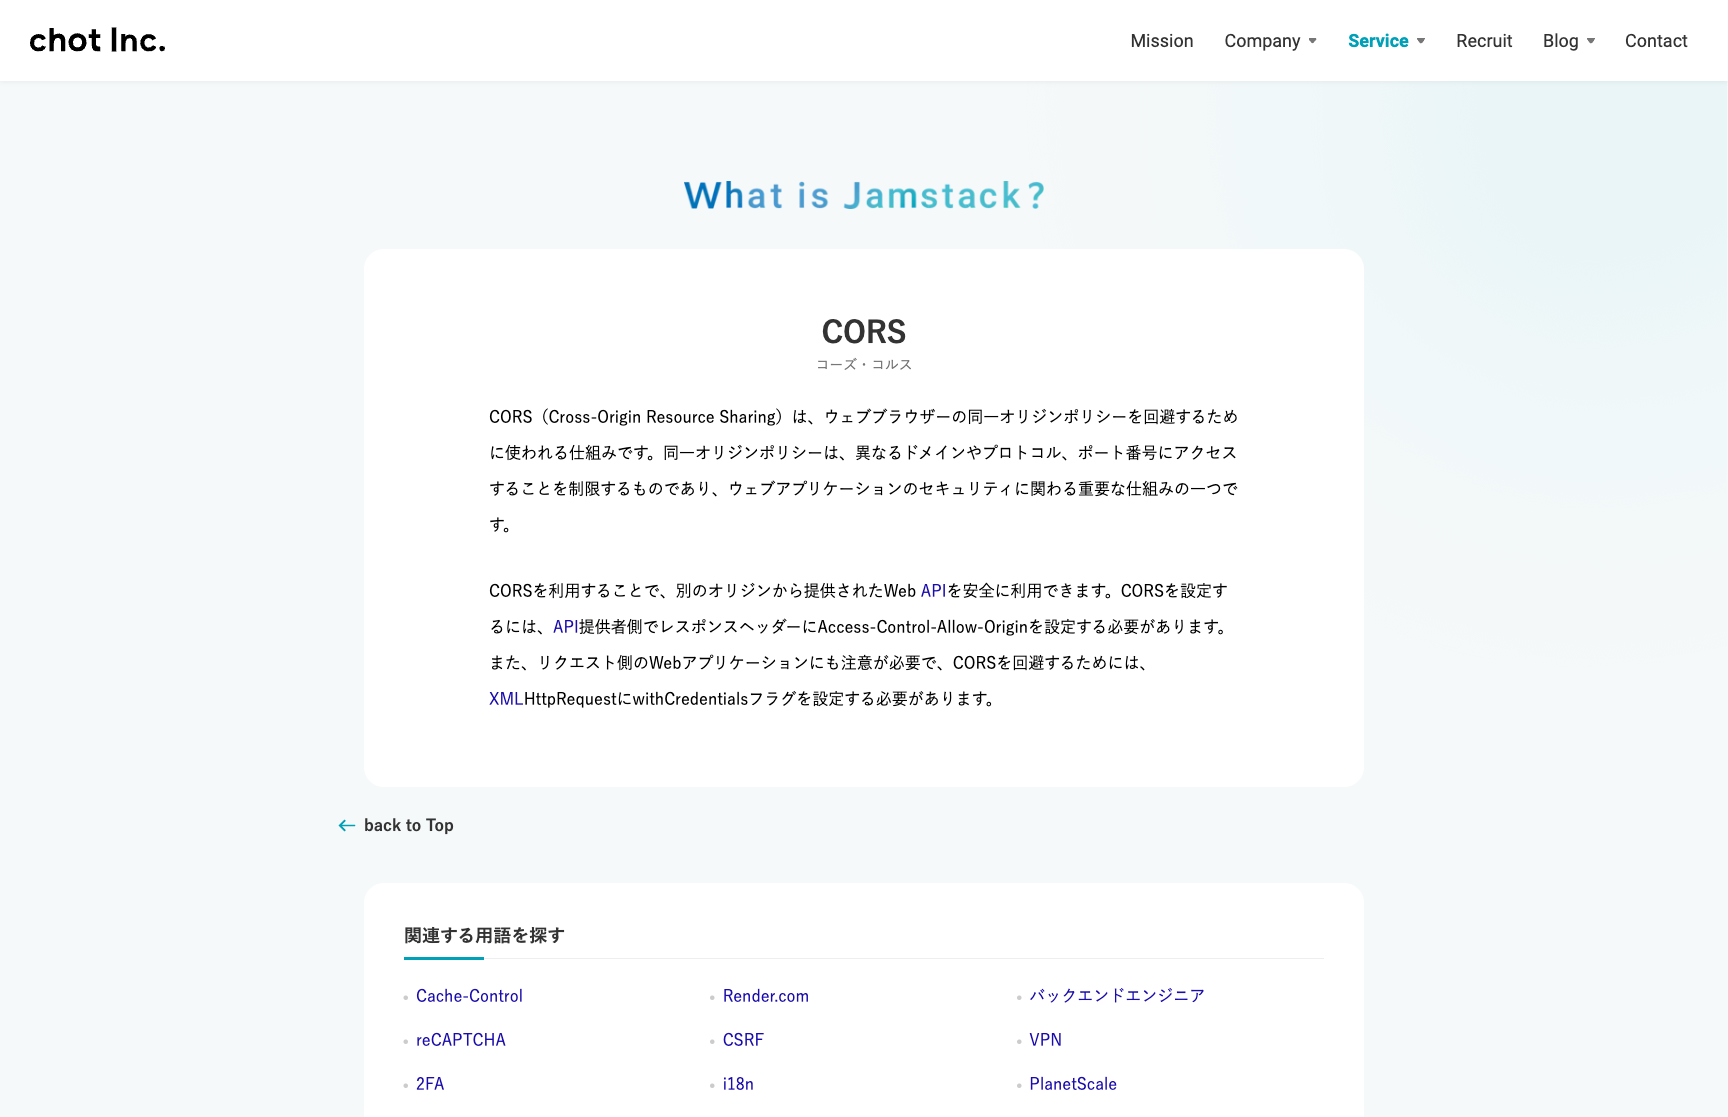 chot Inc.
Mission Company Service Recruit Blog Contact
What is Jamstack?
CORS
コーズ・コルス
CORS（Cross-Origin Resource Sharing）は、ウェブブラウザーの同一オリジンポリシーを回避するため
に使われる仕組みです。同一オリジンポリシーは、異なるドメインやプロトコル、ポート番号にアクセス
することを制限するものであり、ウェブアプリケーションのセキュリティに関わる重要な仕組みの一つで
す。
CORSを利用することで、別のオリジンから提供されたWeb APIを安全に利用できます。CORSを設定す
るには、API提供者側でレスポンスヘッダーにAccess-Control-Allow-Originを設定する必要があります。
また、リクエスト側のWebアプリケーションにも注意が必要で、CORSを回避するためには、
XMLHttpRequestにwithCredentialsフラグを設定する必要があります。
← back to Top
関連する用語を探す
Cache-Control Render.com バックエンドエンジニア
reCAPTCHA CSRF VPN
2FA i18n PlanetScale